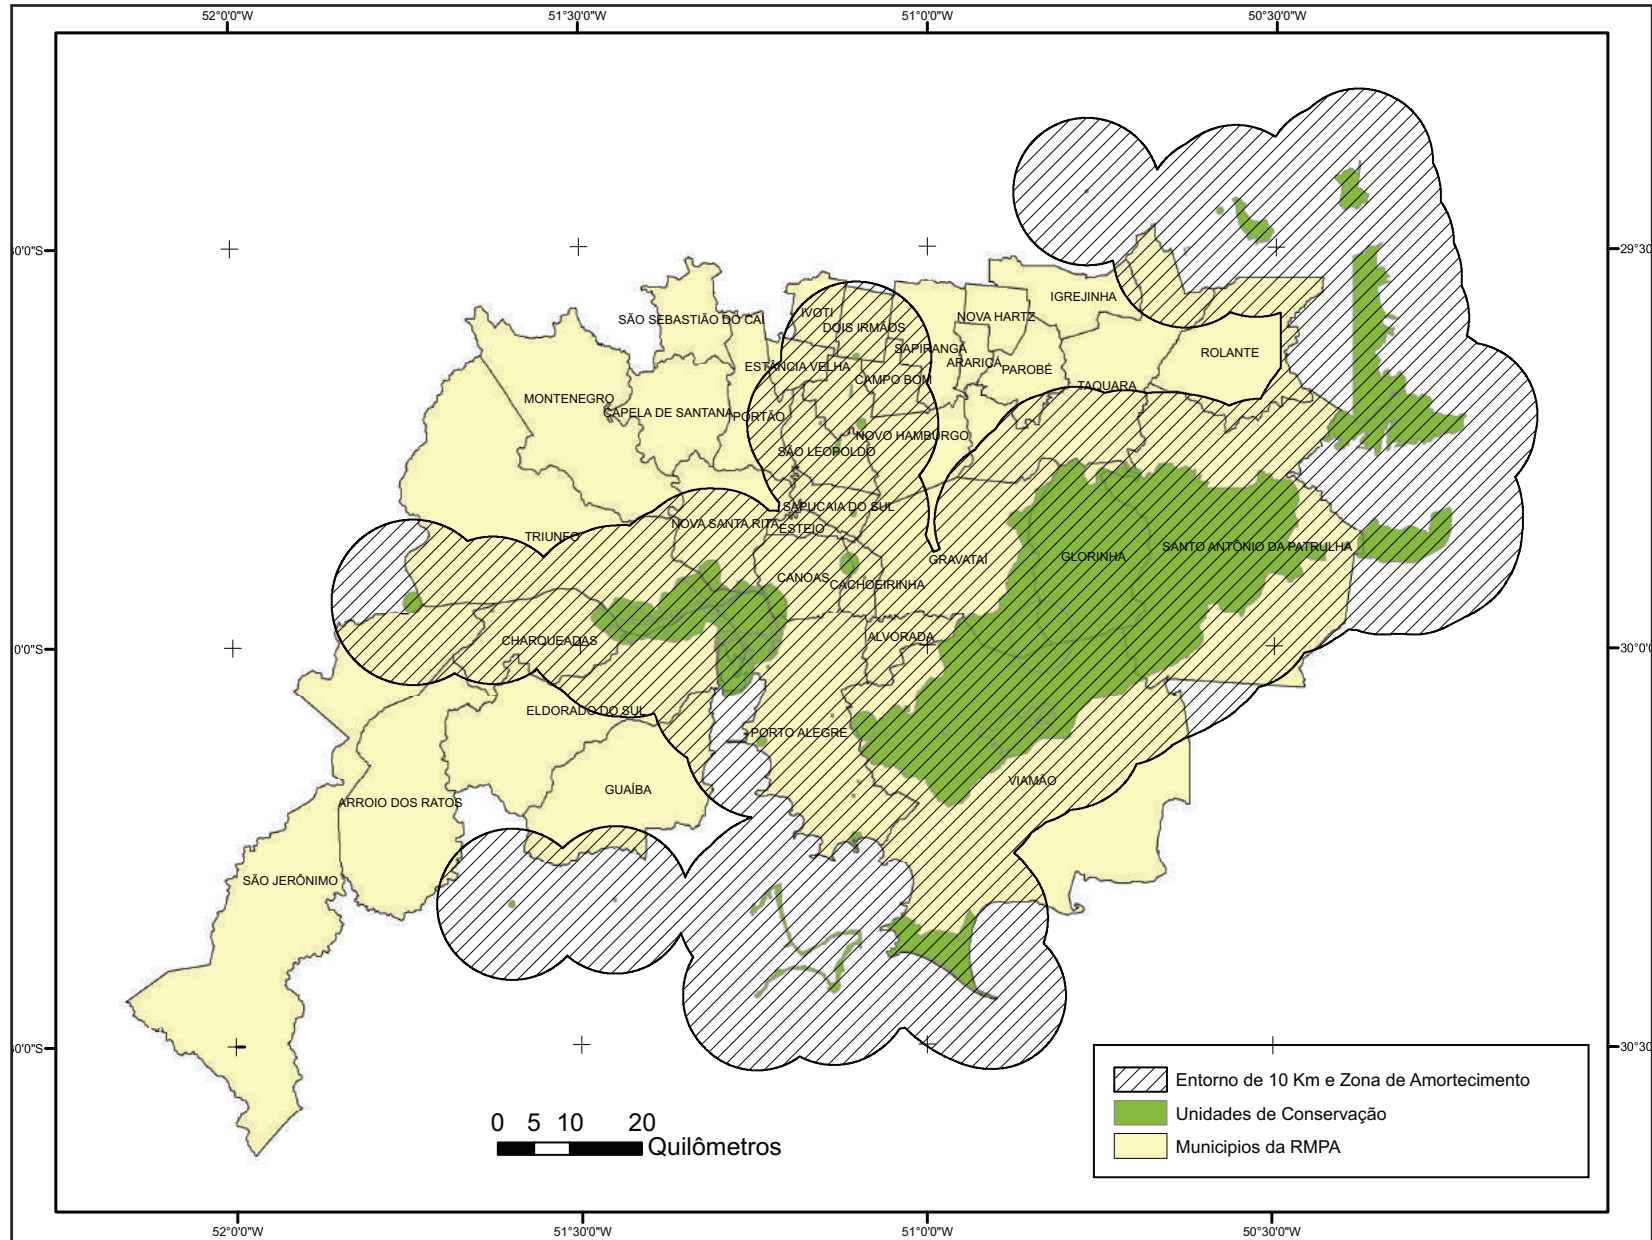 52°0'0"W
51°30'0"W
51°0'0"W
50°30'0"W
0'0"S
29°30
IGREJINHA
IVOTI
NOVA HARTZ
SÃO SEBASTIÃO DO CAÍ
DOIS IRMÃOS
SAPIRANGA
ROLANTE
ARARICÁ
ESTÂNCIA VELHA
PAROBÉ
CAMPO BOM
TAQUARA
MONTENEGRO
CAPELA DE SANTANA
PORTÃO
NOVO HAMBURGO
SÃO LEOPOLDO
SAPUCAIA DO SUL
NOVA SANTA RITA
ESTEIO
TRIUNFO
SANTO ANTÔNIO DA PATRULHA
GLORINHA
GRAVATAÍ
CANOAS
CACHOEIRINHA
ALVORADA
CHARQUEADAS
0'0"S
30°0'0
ELDORADO DO SUL
PORTO ALEGRE
VIAMÃO
GUAÍBA
ARROIO DOS RATOS
SÃO JERÔNIMO
0'0"S
30°30
Entorno de 10 Km e Zona de Amortecimento
Unidades de Conservação
Municipios da RMPA
0 5 10 20
Quilômetros
52°0'0"W
51°30'0"W
51°0'0"W
50°30'0"W